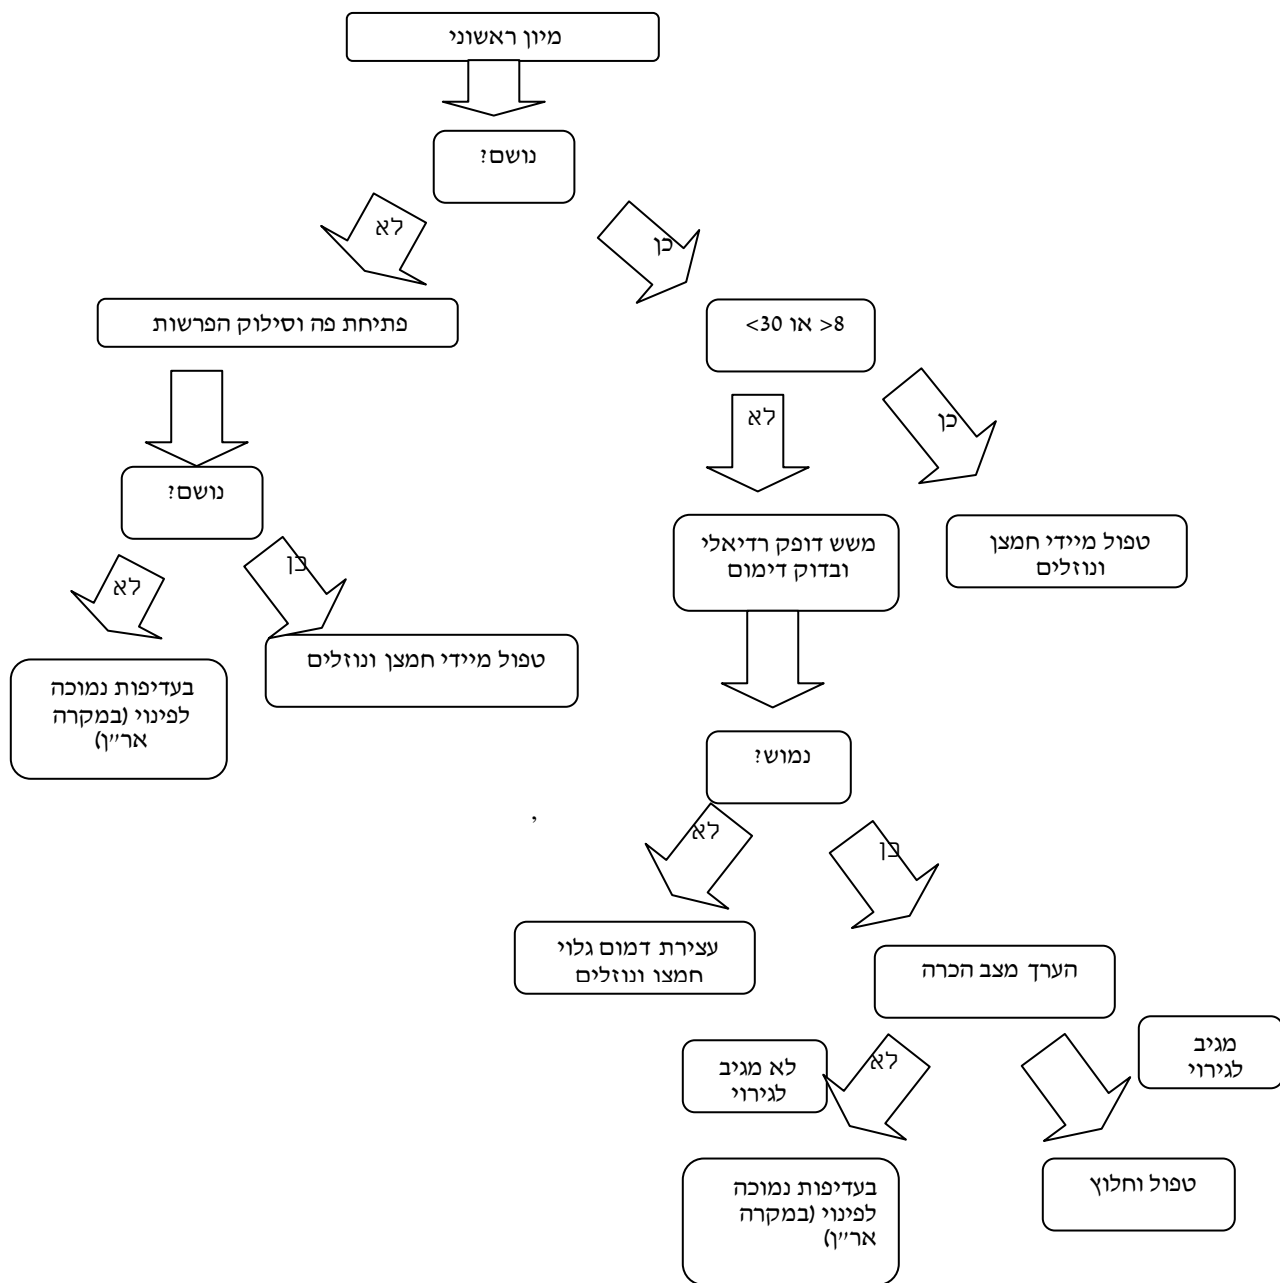 מיון ראשוני
נושם?
לא
כן
פתיחת פה וסילוק הפרשות
<8 או 30>
לא
כן
נושם?
משש דופק רדיאלי
ובדוק דימום
טפול מיידי חמצן
ונוזלים
לא
כן
טפול מיידי חמצן ונוזלים
בעדיפות נמוכה
לפינוי (במקרה
אר״ן)
נמוש?
,
לא
כן
עצירת דמום גלוי
חמצו ונוזלים
הערך מצב הכרה
מגיב
לגירוי
לא מגיב
לגירוי
לא
בעדיפות נמוכה
לפינוי (במקרה
אר״ן)
טפול וחלוץ